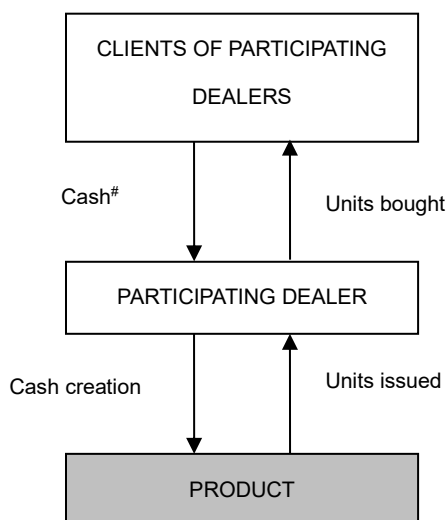 CLIENTS OF PARTICIPATING
DEALERS
Cash#
Units bought
PARTICIPATING DEALER
Cash creation
Units issued
PRODUCT